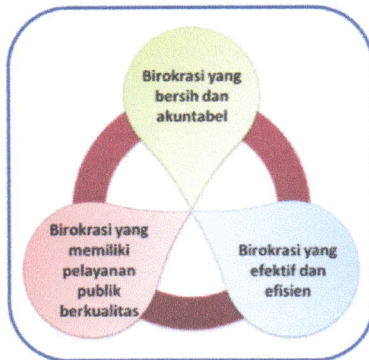 Birokrasi yang
bersih dan
akuntabel
Birokrasi yang
memiliki
pelayanan
publik
berkualitas
Birokrasi yang
efektif dan
efisien